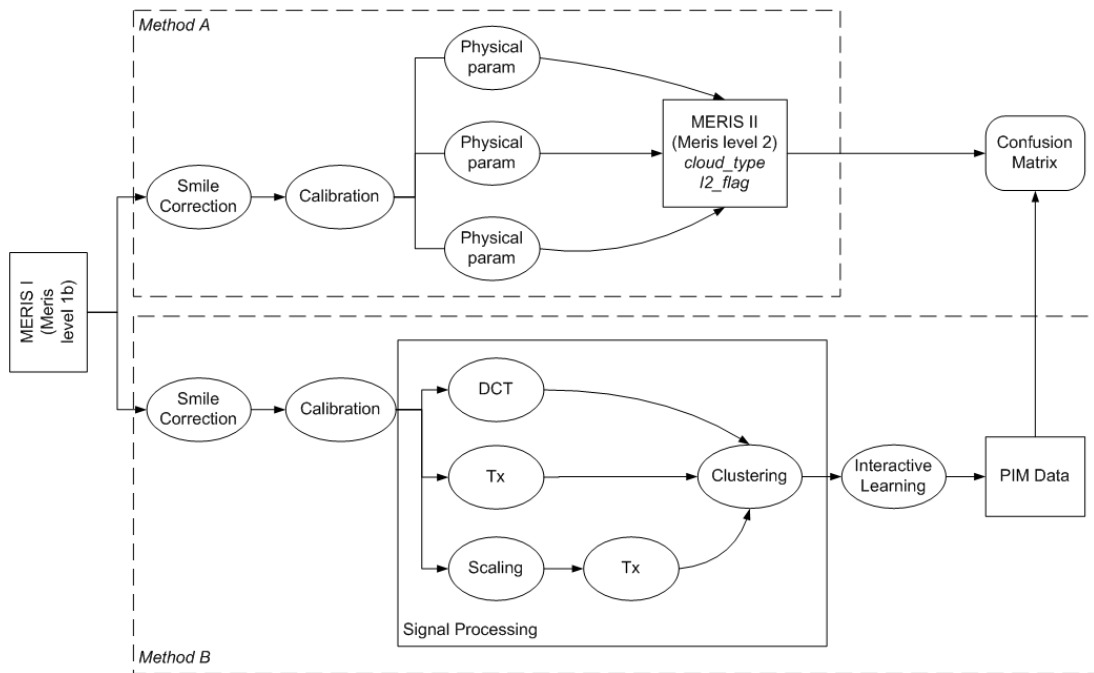 Method A
Physical
param
Physical
param
Physical
param
Smile
Correction
Calibration
MERIS II
(Meris level 2)
cloud_type
l2_flag
Confusion
Matrix
MERIS I
(Meris
level 1b)
Smile
Correction
Calibration
DCT
Tx
Scaling
Tx
Clustering
Signal Processing
Interactive
Learning
PIM Data
Method B